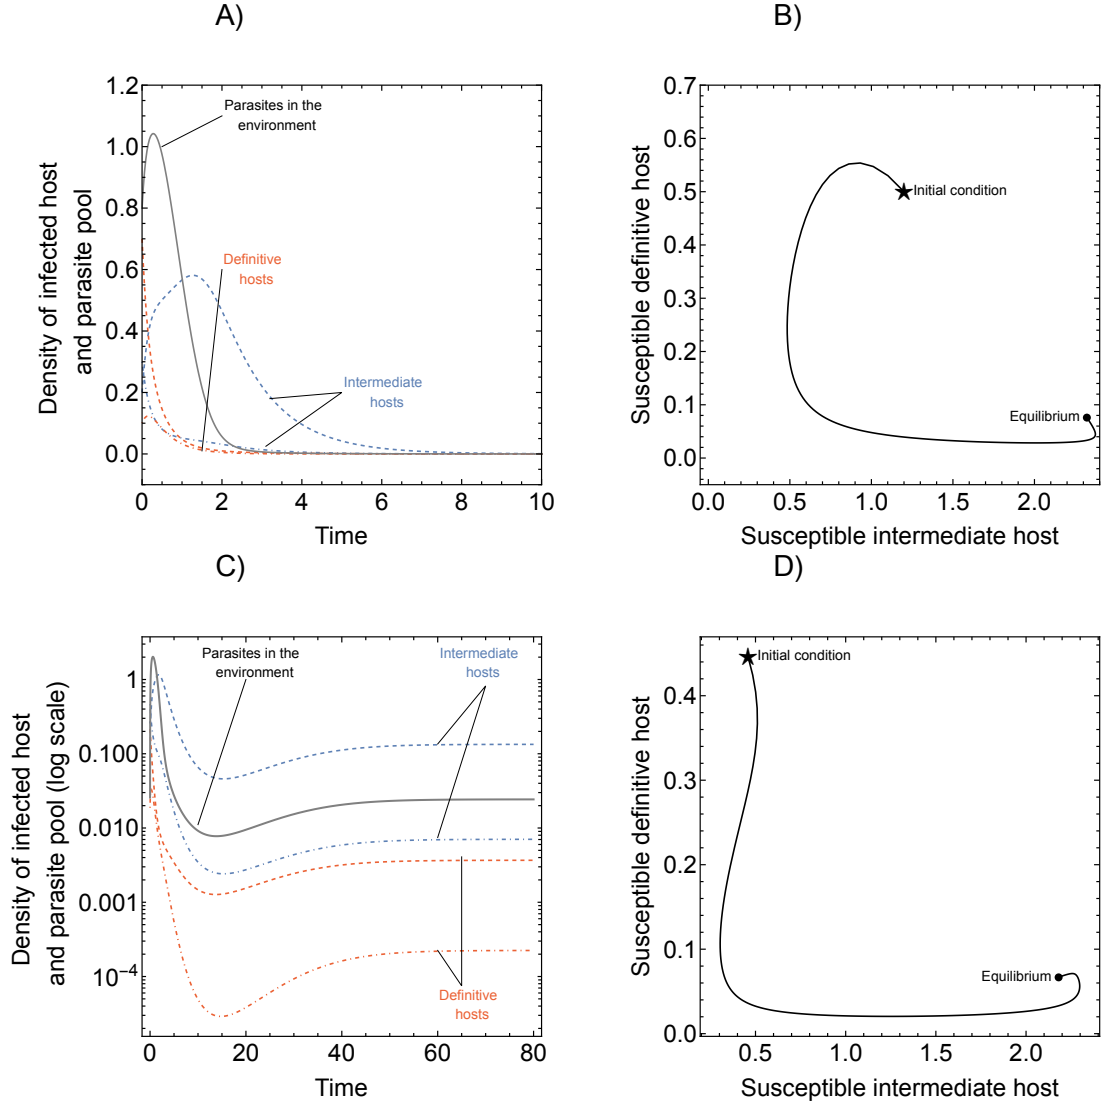 A)
B)
1.2
1.0
0.8
0.6
0.4
0.2
0.0
Density of infected host
and parasite pool
Parasites in the
environment
Definitive
hosts
Intermediate
hosts
0
2
4
6
8
10
Time
0.7
0.6
0.5
0.4
0.3
0.2
0.1
0.0
Susceptible definitive host
Initial condition
Equilibrium
0.0
0.5
1.0
1.5
2.0
Susceptible intermediate host
C)
D)
1
0.100
0.010
0.001
10⁻⁴
Density of infected host
and parasite pool (log scale)
Parasites in the
environment
Intermediate
hosts
Definitive
hosts
0
20
40
60
80
Time
0.4
0.3
0.2
0.1
0.0
Susceptible definitive host
Initial condition
Equilibrium
0.5
1.0
1.5
2.0
Susceptible intermediate host